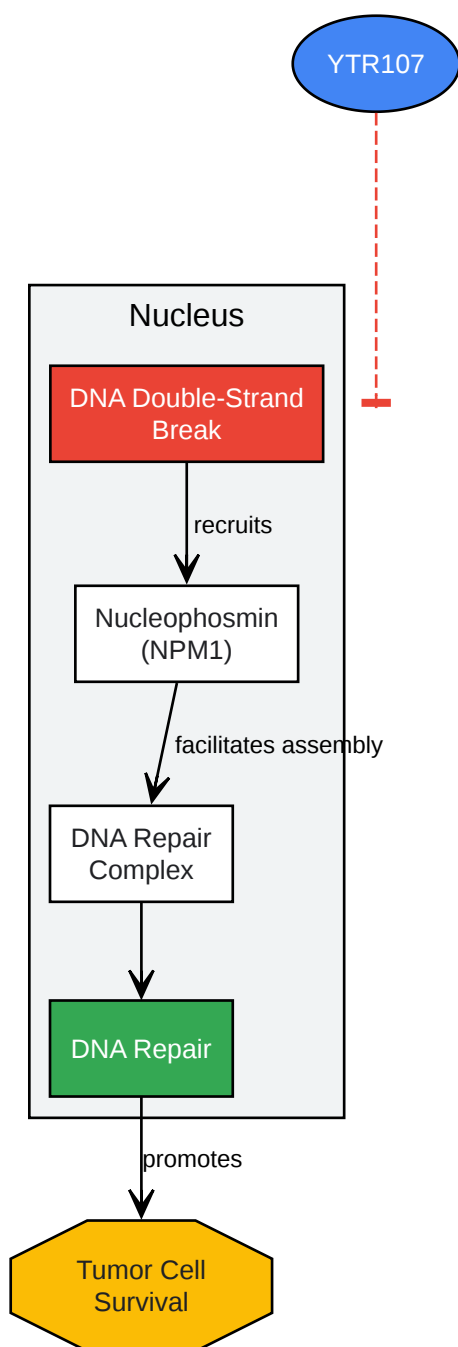 YTR107
Nucleus
DNA Double-Strand
Break
recruits
Nucleophosmin
(NPM1)
facilitates assembly
DNA Repair
Complex
DNA Repair
promotes
Tumor Cell
Survival